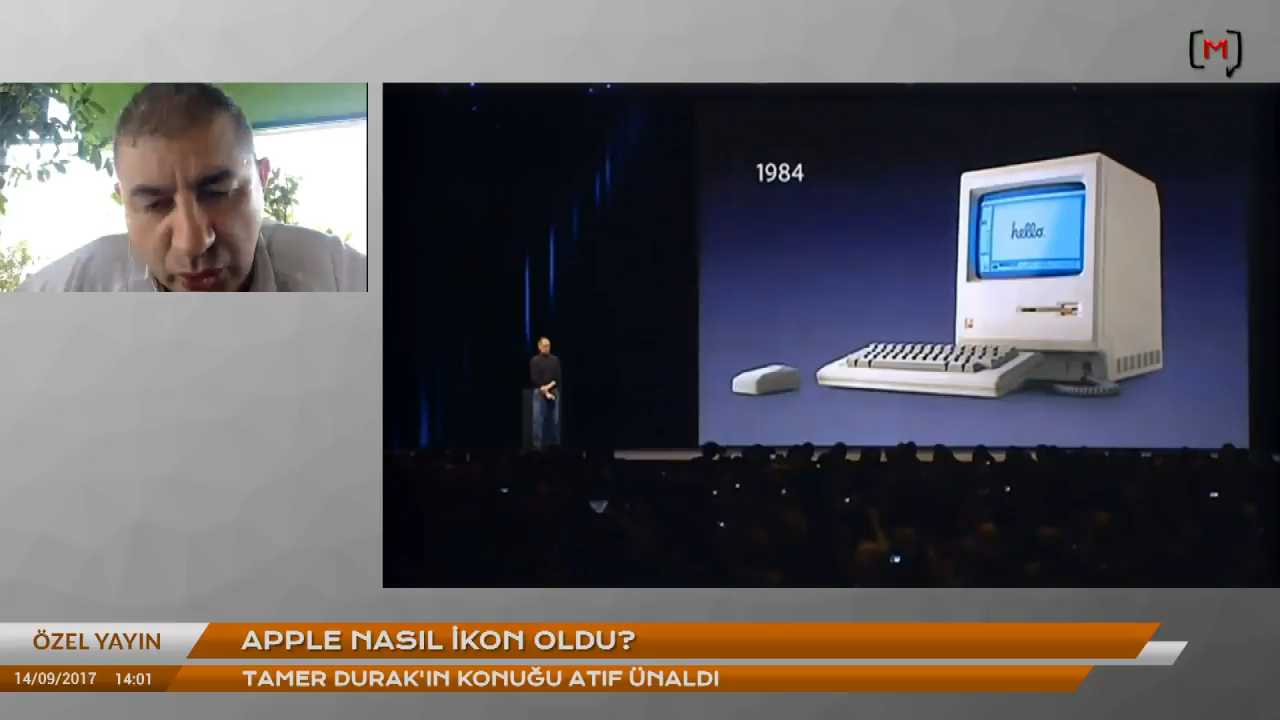 M
1984
hello.
ÖZEL YAYIN
APPLE NASIL İKON OLDU?
14/09/2017 14:01
TAMER DURAK'IN KONUĞU ATIF ÜNALDI